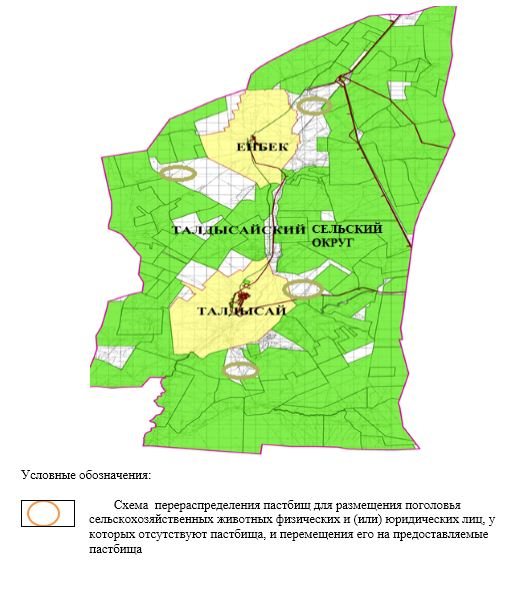 ЕНБЕК
ТАЛДЫСАЙСКИЙ СЕЛЬСКИЙ
ОКРУГ
ТАЛДЫСАЙ
Условные обозначения:
Схема перераспределения пастбищ для размещения поголовья
сельскохозяйственных животных физических и (или) юридических лиц, у
которых отсутствуют пастбища, и перемещения его на предоставляемые
пастбища